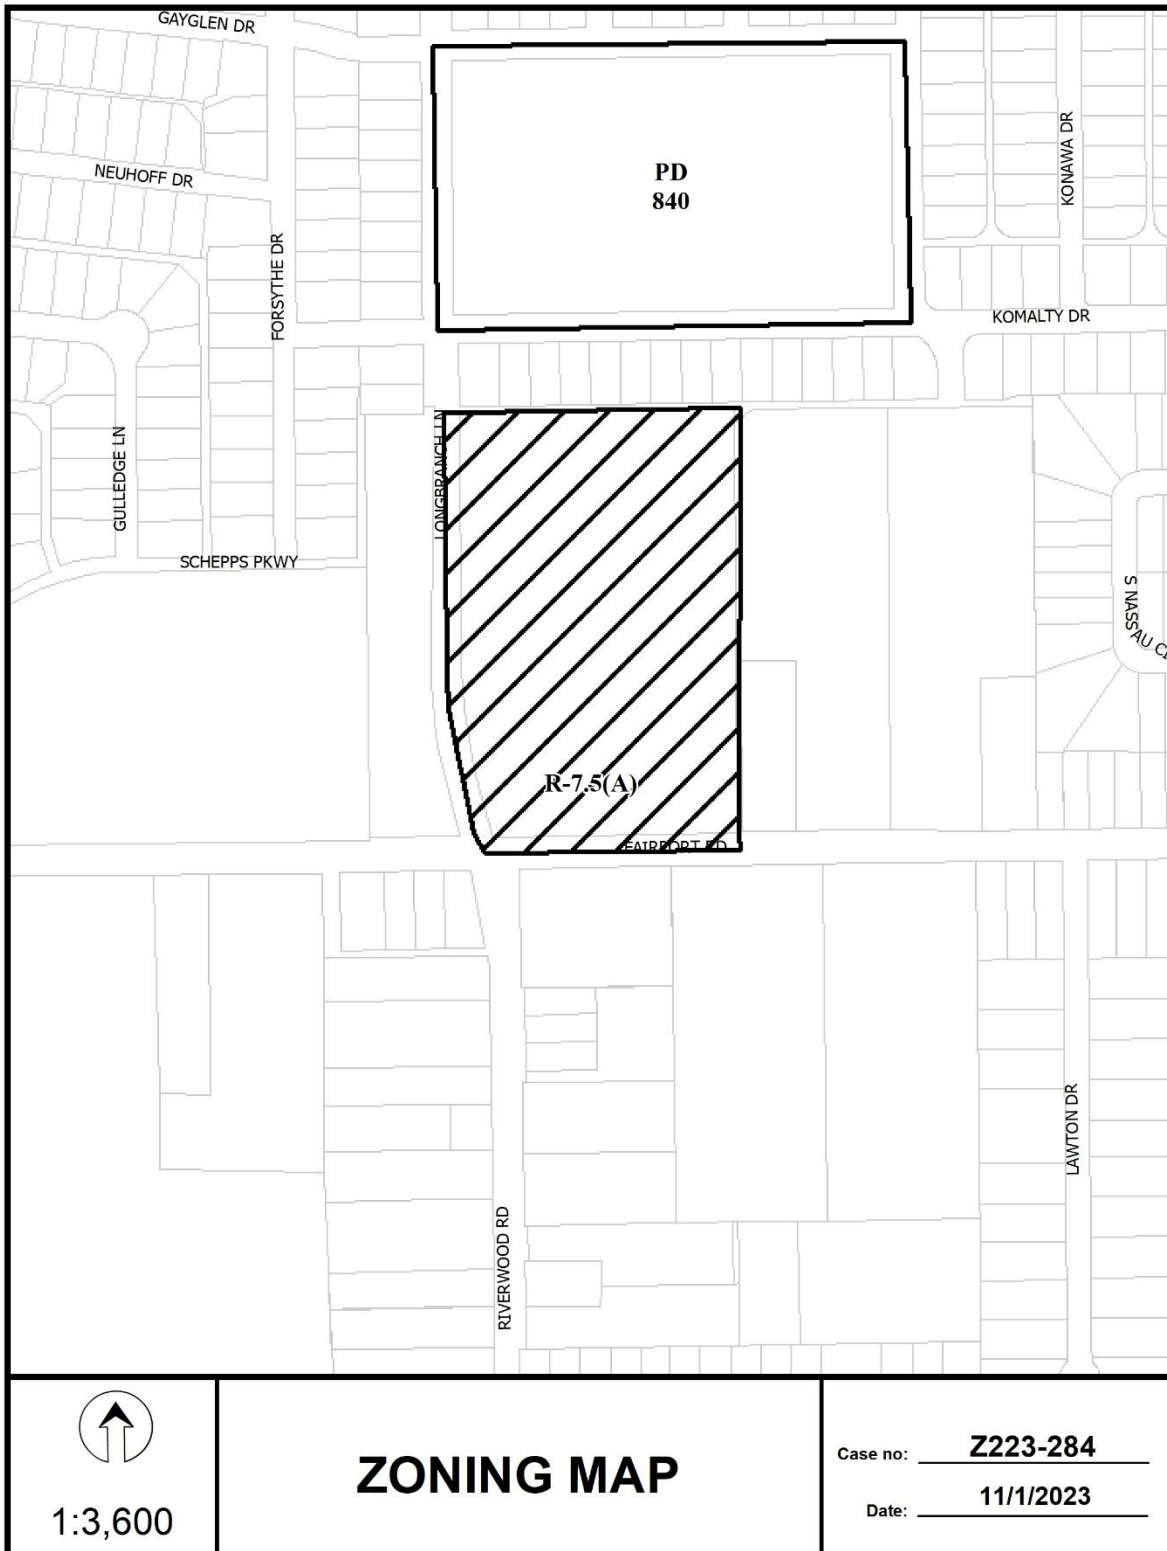 GAYGLEN DR
NEUHOFF DR
FORSYTHE DR
PD
840
KONAWA DR
KOMALTY DR
GULLEDGE LN
LONGBRANCH LN
SCHEPPS PKWY
S NASSAU CI
R-7.5(A)
FAIRPORT RD
LAWTON DR
RIVERWOOD RD
1:3,600
ZONING MAP
Case no: Z223-284
Date: 11/1/2023